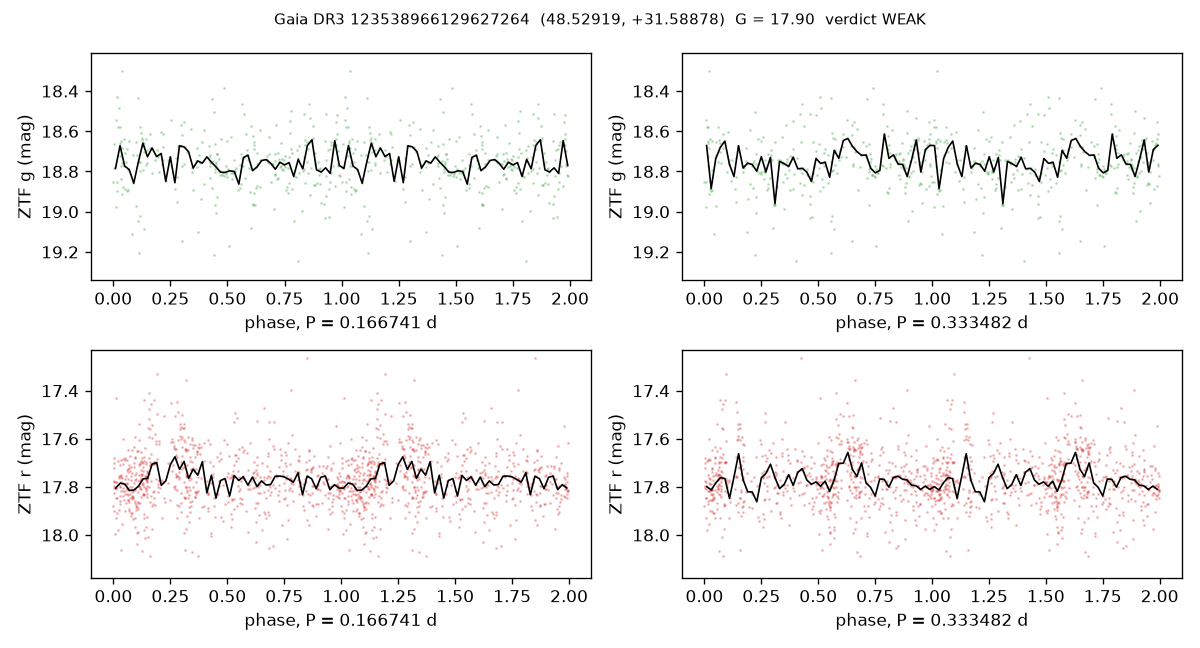 Gaia DR3 123538966129627264 (48.52919, +31.58878) G = 17.90 verdict WEAK
ZTF g (mag)
18.4
18.6
18.8
19.0
19.2
0.00 0.25 0.50 0.75 1.00 1.25 1.50 1.75 2.00
phase, P = 0.166741 d
ZTF g (mag)
18.4
18.6
18.8
19.0
19.2
0.00 0.25 0.50 0.75 1.00 1.25 1.50 1.75 2.00
phase, P = 0.333482 d
ZTF r (mag)
17.4
17.6
17.8
18.0
0.00 0.25 0.50 0.75 1.00 1.25 1.50 1.75 2.00
phase, P = 0.166741 d
ZTF r (mag)
17.4
17.6
17.8
18.0
0.00 0.25 0.50 0.75 1.00 1.25 1.50 1.75 2.00
phase, P = 0.333482 d